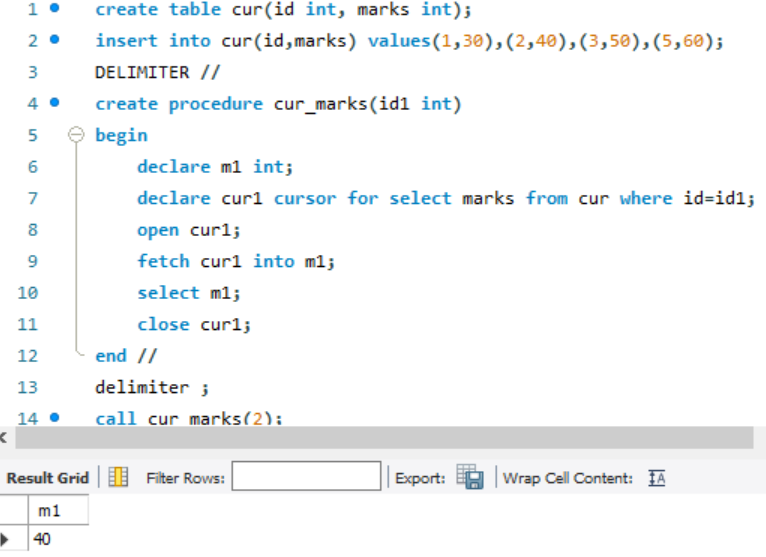 1 create table cur(id int, marks int);
2 insert into cur(id,marks) values(1,30),(2,40),(3,50),(5,60);
3 DELIMITER //
4 create procedure cur_marks(id1 int)
5 begin
6 declare m1 int;
7 declare cur1 cursor for select marks from cur where id=id1;
8 open cur1;
9 fetch cur1 into m1;
10 select m1;
11 close cur1;
12 end //
13 delimiter ;
14 call cur_marks(2);
Result Grid Filter Rows: Export: Wrap Cell Content: IA
m1
40